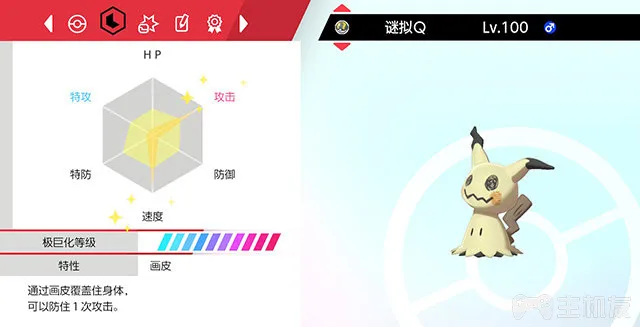 谜拟Q Lv.100 ♂
HP
特攻 攻击
特防 防御
速度
极巨化等级
特性 画皮
通过画皮覆盖住身体，
可以防住1次攻击。
主机友